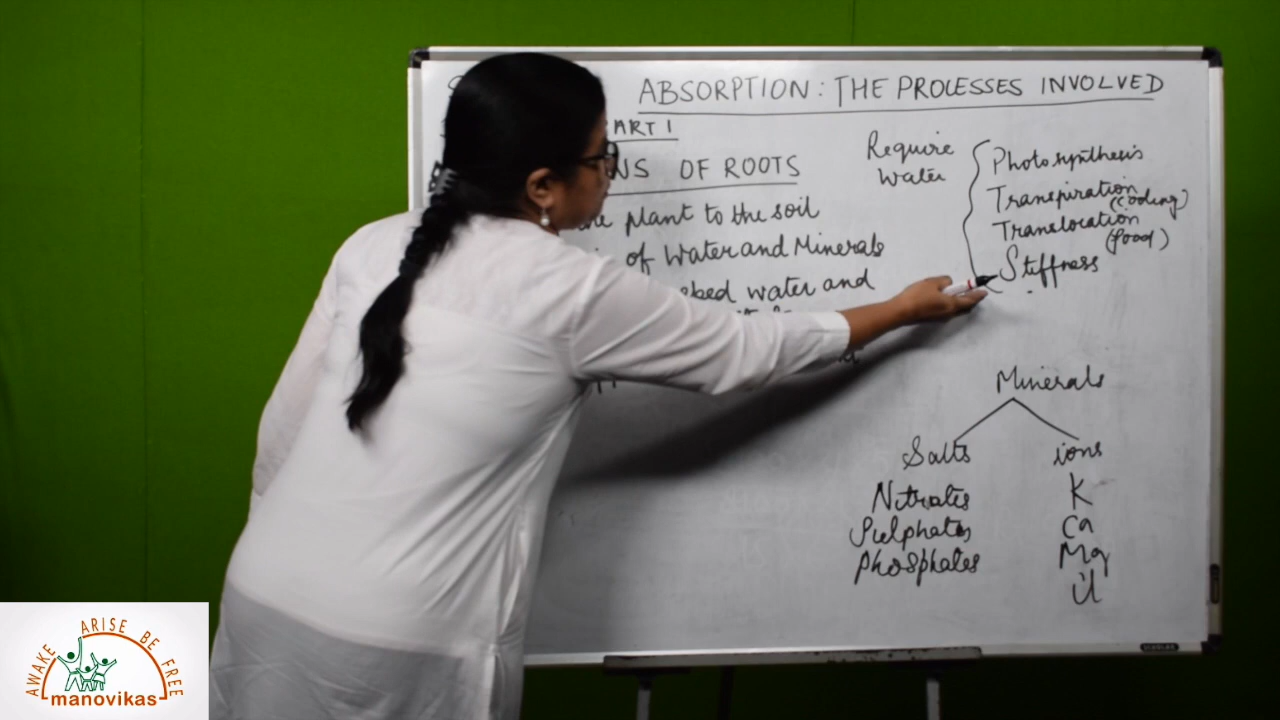 ABSORPTION: THE PROCESSES INVOLVED
ART I
NS OF ROOTS
the plant to the soil
of Water and Minerals
bed water and
Require
Water
Photosynthesis
Transpiration
(Cooling)
Translocation
(food)
Stiffness
Minerals
Salts ions
Nitrates K
Sulphates Ca
Phosphates Mg
Cl
AWAKE ARISE BE FREE
manovikas